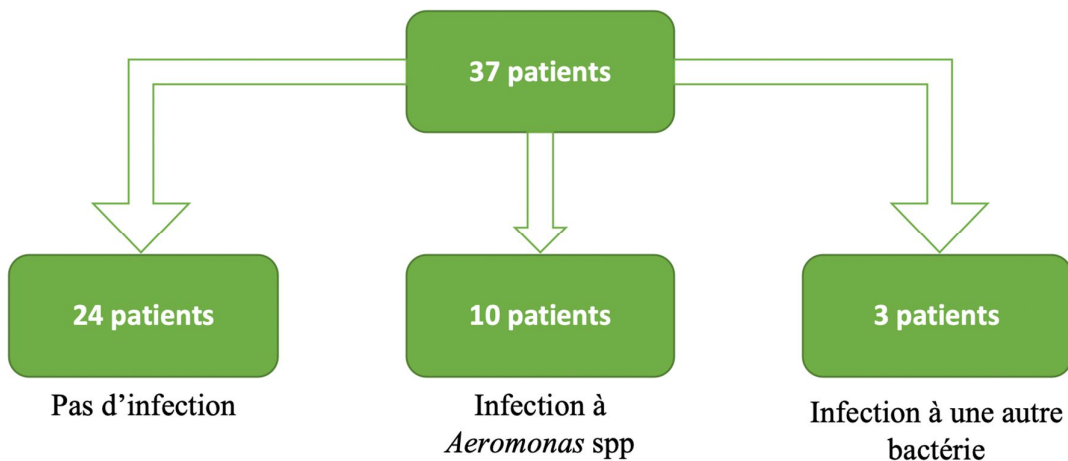 37 patients
24 patients
10 patients
3 patients
Pas d’infection
Infection à
Aeromonas spp
Infection à une autre
bactérie